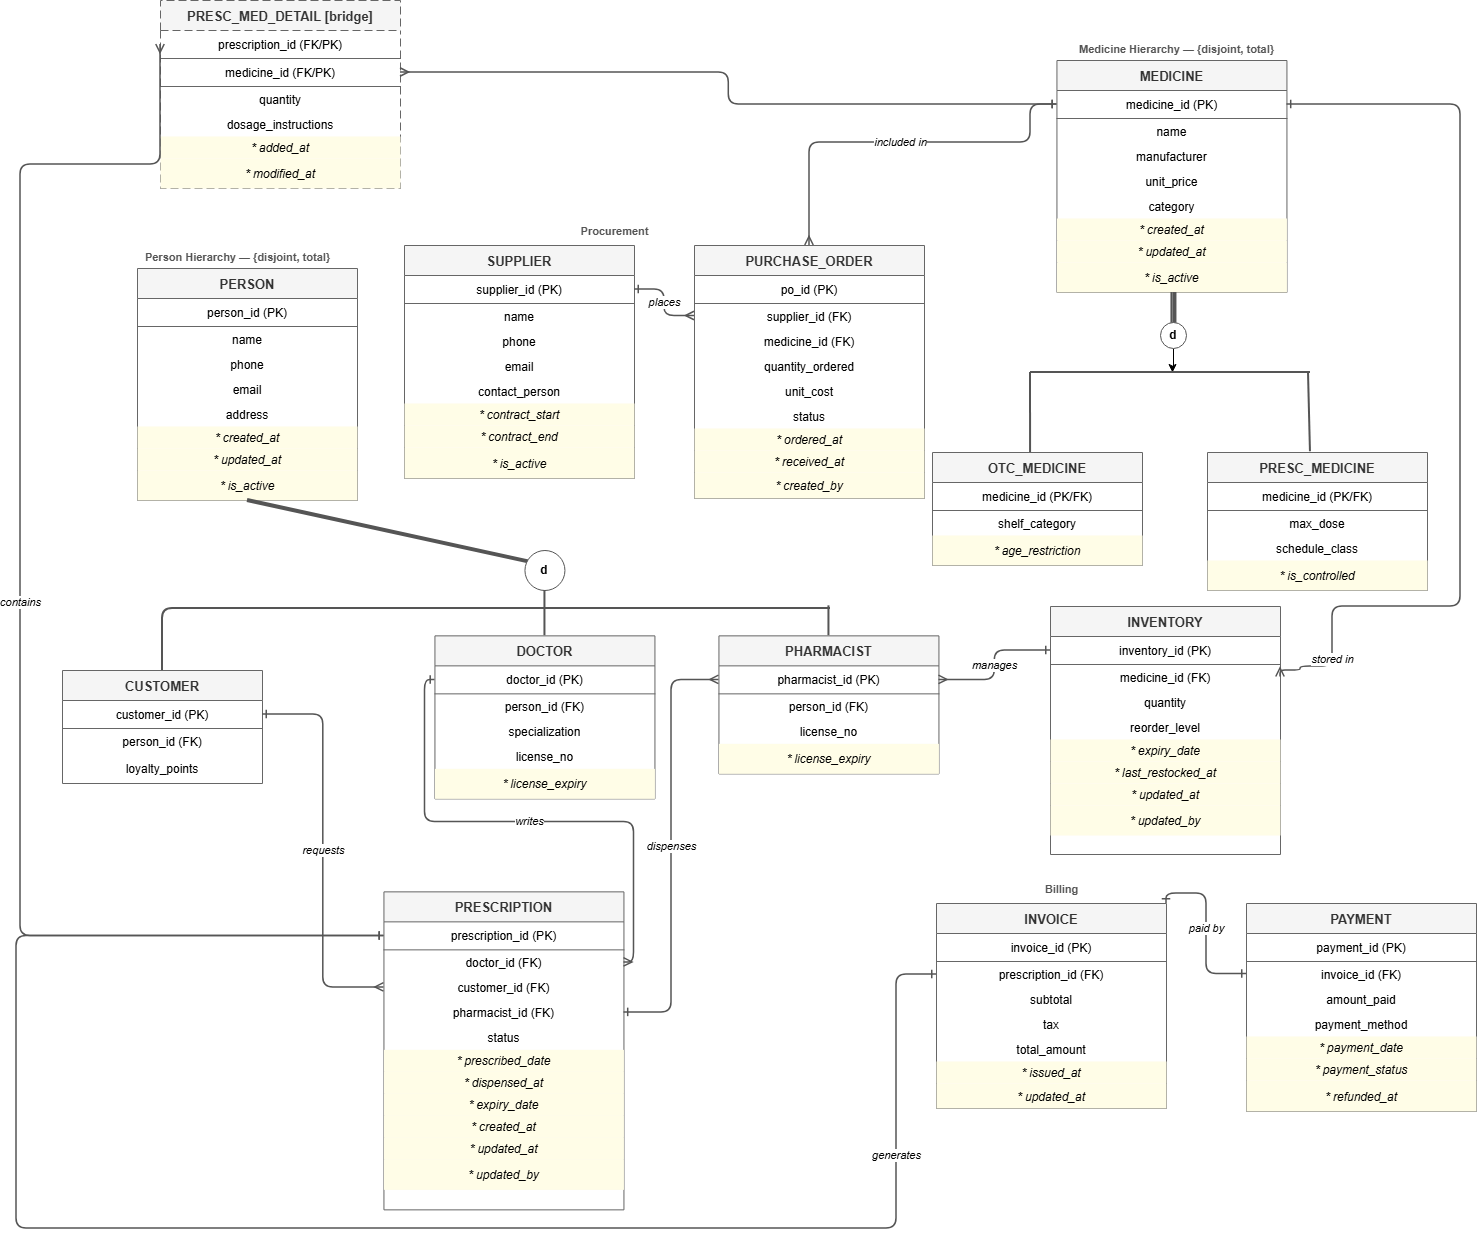 PRESC_MED_DETAIL [bridge]
prescription_id (FK/PK)
medicine_id (FK/PK)
quantity
dosage_instructions
* added_at
* modified_at
Medicine Hierarchy — {disjoint, total}
MEDICINE
medicine_id (PK)
name
manufacturer
unit_price
category
* created_at
* updated_at
* is_active
included in
Person Hierarchy — {disjoint, total}
PERSON
person_id (PK)
name
phone
email
address
* created_at
* updated_at
* is_active
Procurement
SUPPLIER
supplier_id (PK)
name
phone
email
contact_person
* contract_start
* contract_end
* is_active
places
PURCHASE_ORDER
po_id (PK)
supplier_id (FK)
medicine_id (FK)
quantity_ordered
unit_cost
status
* ordered_at
* received_at
* created_by
d
OTC_MEDICINE
medicine_id (PK/FK)
shelf_category
* age_restriction
PRESC_MEDICINE
medicine_id (PK/FK)
max_dose
schedule_class
* is_controlled
d
contains
CUSTOMER
customer_id (PK)
person_id (FK)
loyalty_points
DOCTOR
doctor_id (PK)
person_id (FK)
specialization
license_no
* license_expiry
PHARMACIST
pharmacist_id (PK)
person_id (FK)
license_no
* license_expiry
manages
INVENTORY
inventory_id (PK)
medicine_id (FK)
quantity
reorder_level
* expiry_date
* last_restocked_at
* updated_at
* updated_by
stored in
writes
requests
dispenses
PRESCRIPTION
prescription_id (PK)
doctor_id (FK)
customer_id (FK)
pharmacist_id (FK)
status
* prescribed_date
* dispensed_at
* expiry_date
* created_at
* updated_at
* updated_by
generates
Billing
INVOICE
invoice_id (PK)
prescription_id (FK)
subtotal
tax
total_amount
* issued_at
* updated_at
paid by
PAYMENT
payment_id (PK)
invoice_id (FK)
amount_paid
payment_method
* payment_date
* payment_status
* refunded_at